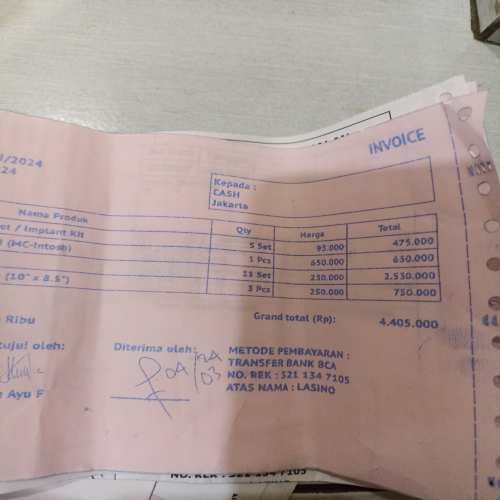 INVOICE
1/2024
24
Kepada :
CASH
Jakarta
Nama Produk Qty Harga Total
ot / Implant Kit 5 Set 95.000 475.000
(MC-Intosh) 1 Pcs 650.000 650.000
11 Set 230.000 2.530.000
(10" x 8.5") 3 Pcs 250.000 750.000
Ribu Grand total (Rp): 4.405.000
tujui oleh: Diterima oleh:
04/03
Ayu F
METODE PEMBAYARAN :
TRANSFER BANK BCA
NO. REK : 521 134 7105
ATAS NAMA : LASINO
NO. REK : 521 134 7105